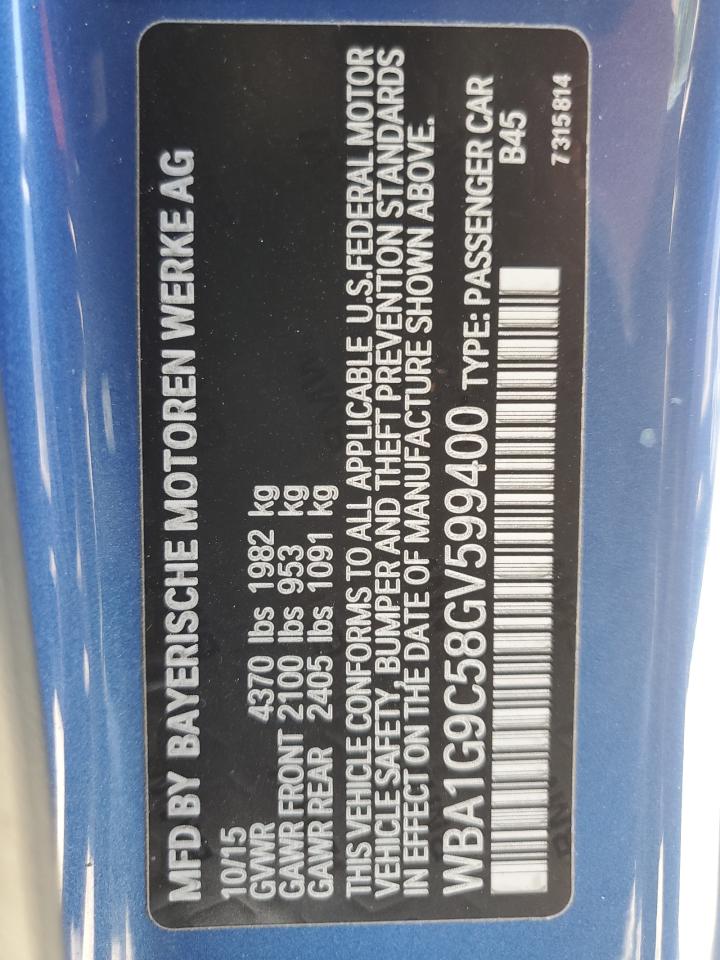 MFD BY BAYERISCHE MOTOREN WERKE AG
10/15
GVWR 4370 lbs 1982 kg
GAWR FRONT 2100 lbs 953 kg
GAWR REAR 2405 lbs 1091 kg
THIS VEHICLE CONFORMS TO ALL APPLICABLE U.S.FEDERAL MOTOR
VEHICLE SAFETY, BUMPER AND THEFT PREVENTION STANDARDS
IN EFFECT ON THE DATE OF MANUFACTURE SHOWN ABOVE.
WBA1G9C58GV599400 TYPE: PASSENGER CAR
B45
7315814